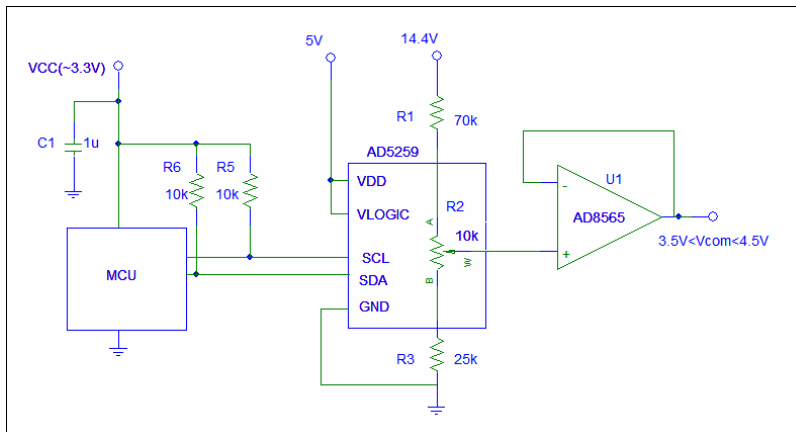 5V
14.4V
VCC(~3.3V)
R1
70k
C1
1u
AD5259
R6
R5
10k
10k
VDD
VLOGIC
A
R2
10k
W
B
-
U1
AD8565
+
3.5V<Vcom<4.5V
MCU
SCL
SDA
GND
R3
25k